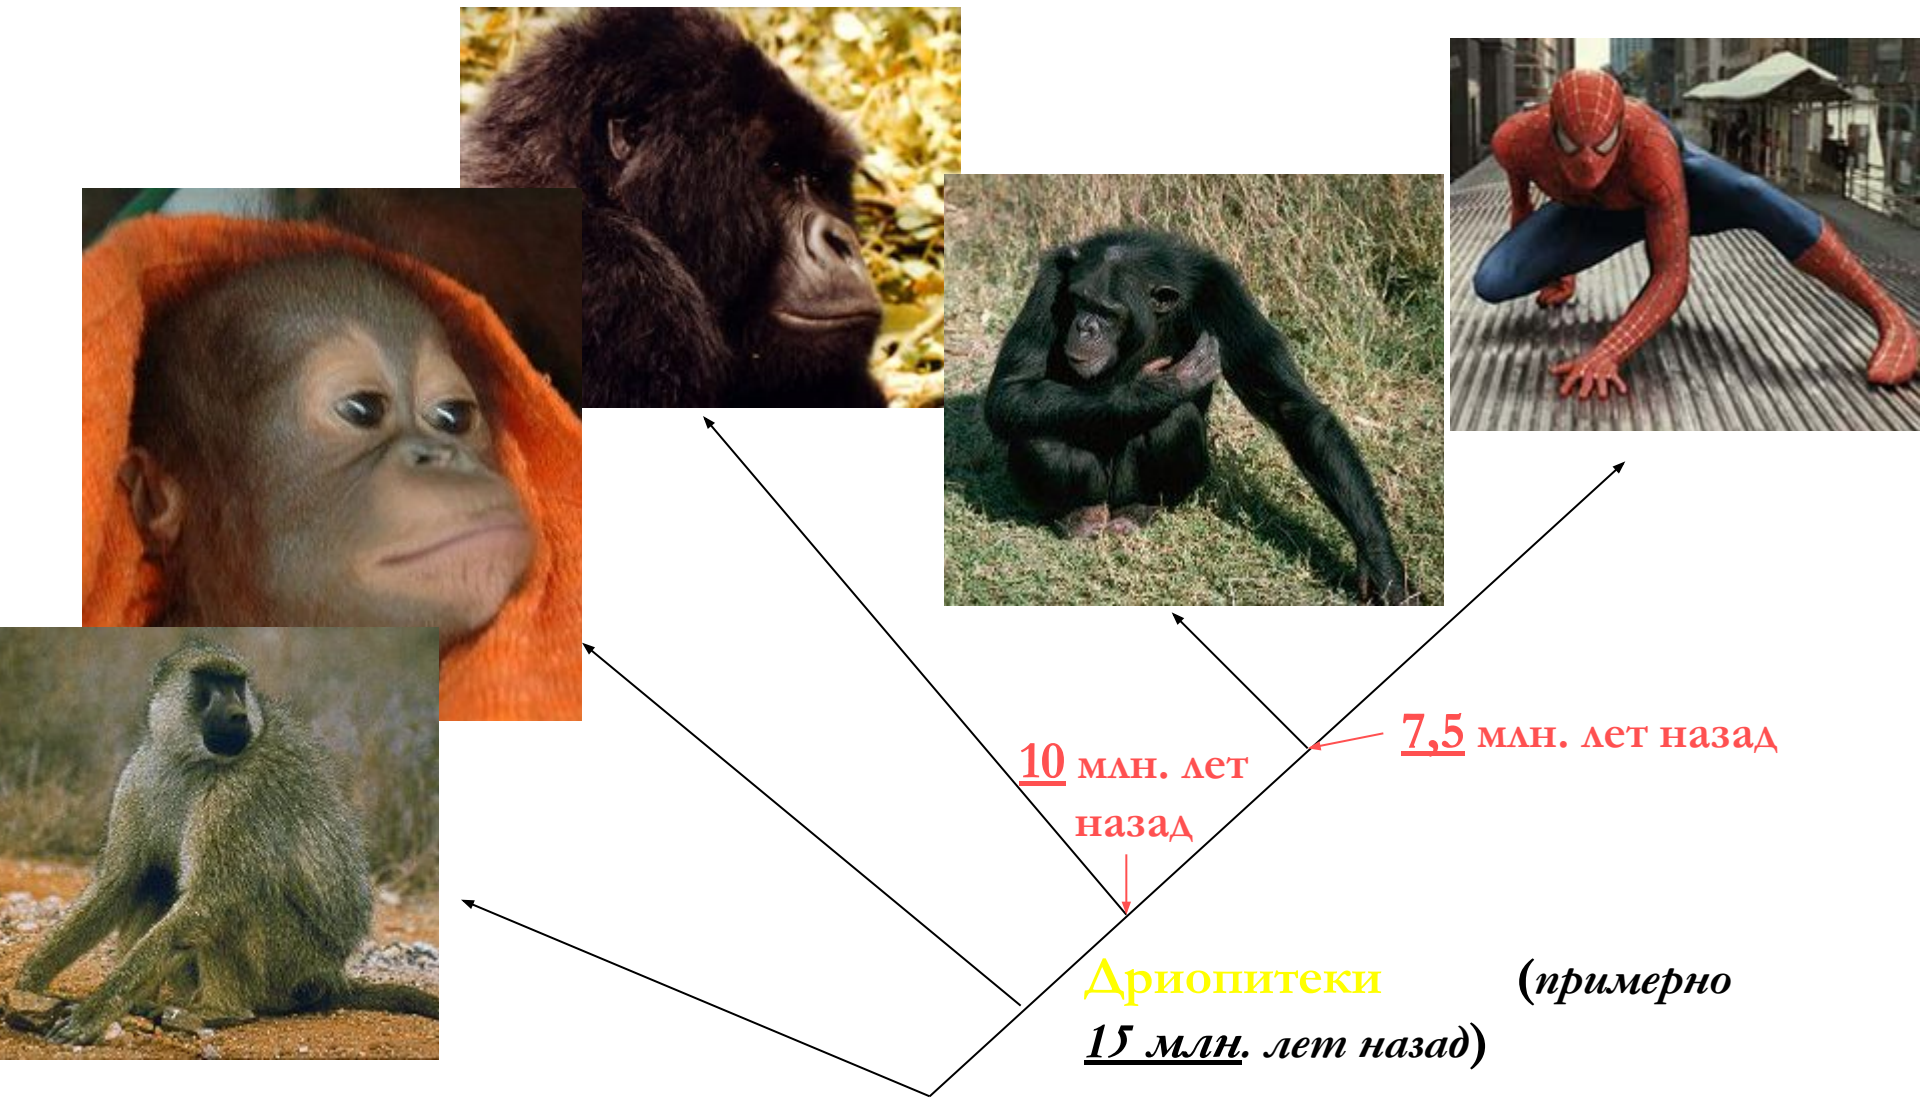 7,5 млн. лет назад
10 млн. лет
назад
Дриопитеки (примерно
15 млн. лет назад)